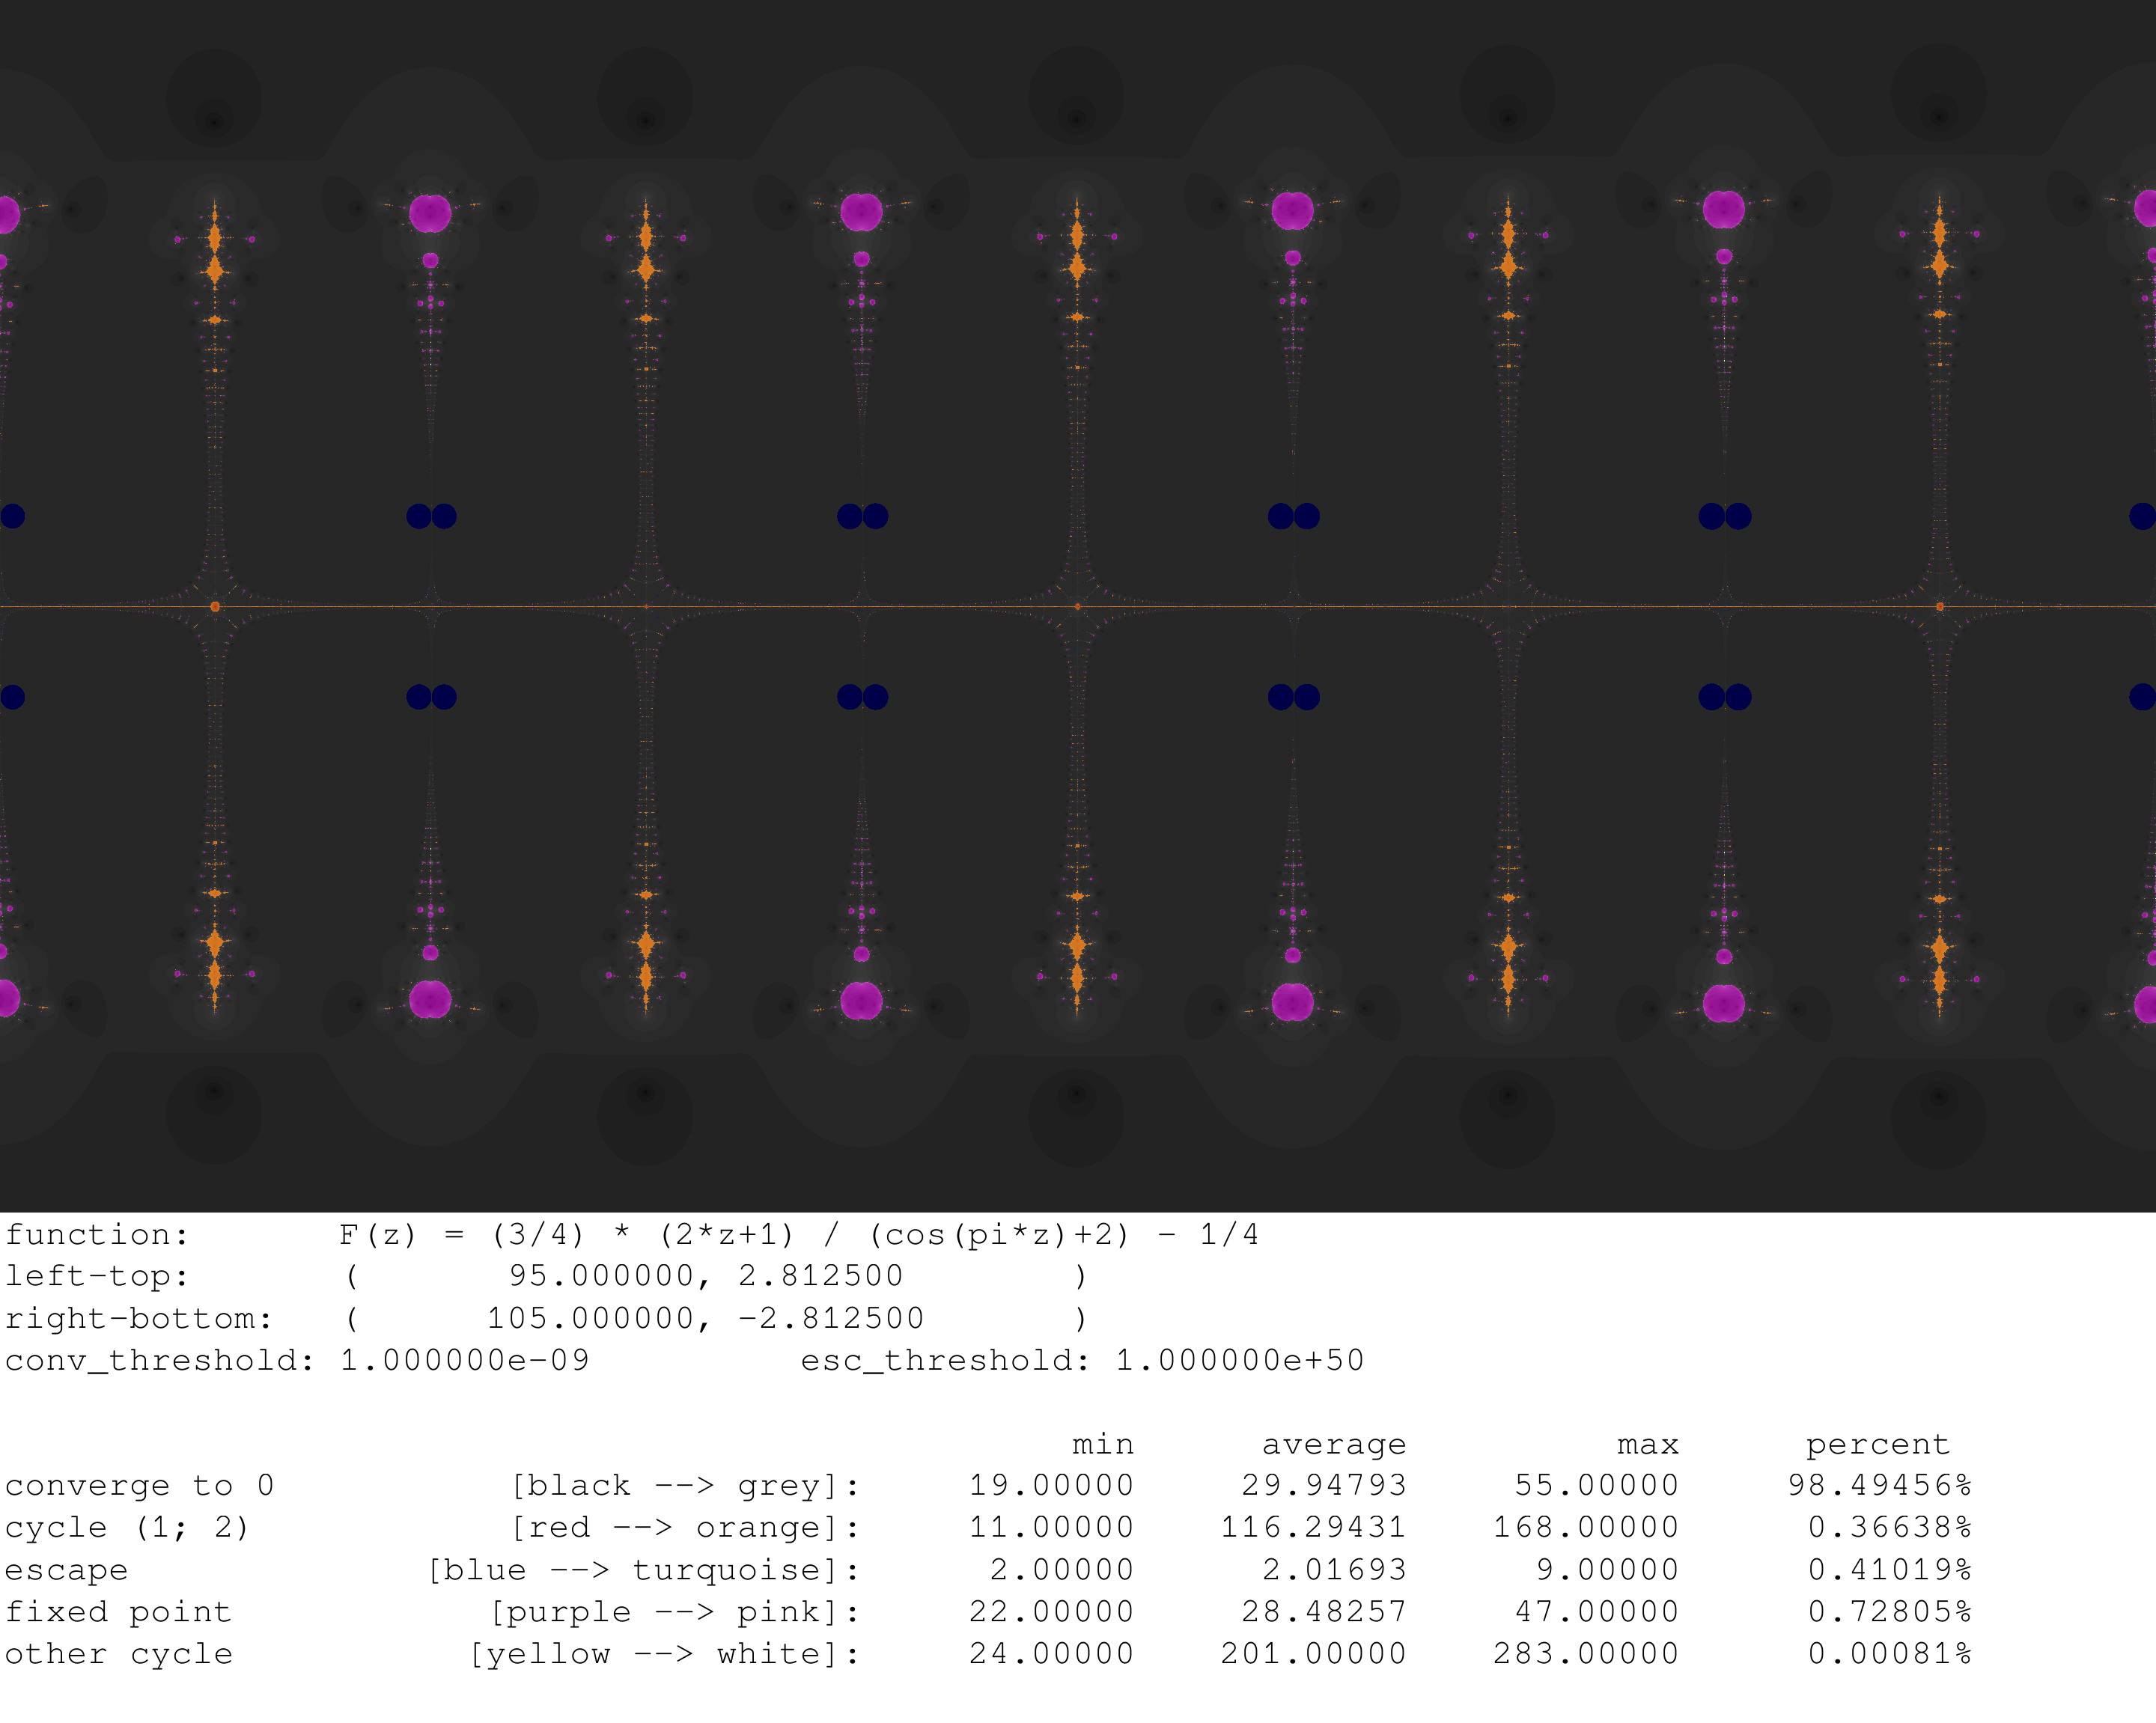 function: F(z) = (3/4) * (2*z+1) / (cos(pi*z)+2) - 1/4
left-top: ( 95.000000, 2.812500 )
right-bottom: ( 105.000000, -2.812500 )
conv_threshold: 1.000000e-09 esc_threshold: 1.000000e+50
min average max percent
converge to 0 [black --> grey]: 19.00000 29.94793 55.00000 98.49456%
cycle (1; 2) [red --> orange]: 11.00000 116.29431 168.00000 0.36638%
escape [blue --> turquoise]: 2.00000 2.01693 9.00000 0.41019%
fixed point [purple --> pink]: 22.00000 28.48257 47.00000 0.72805%
other cycle [yellow --> white]: 24.00000 201.00000 283.00000 0.00081%